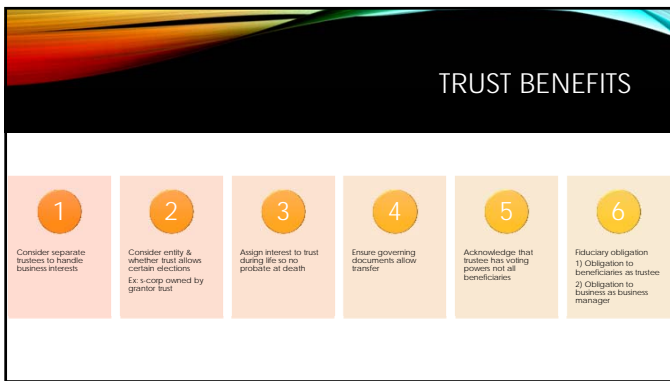 TRUST BENEFITS
1
Consider separate
trustees to handle
business interests
2
Consider entity &
whether trust allows
certain elections
Ex: s-corp owned by
grantor trust
3
Assign interest to trust
during life so no
probate at death
4
Ensure governing
documents allow
transfer
5
Acknowledge that
trustee has voting
powers not all
beneficiaries
6
Fiduciary obligation
1) Obligation to
beneficiaries as trustee
2) Obligation to
business as business
manager